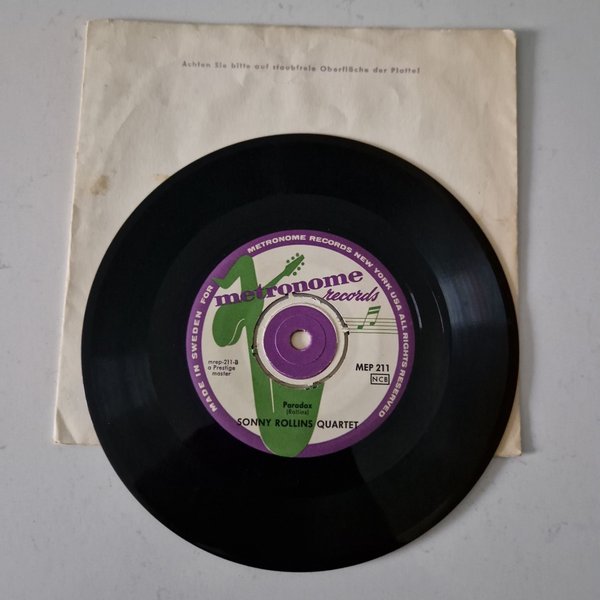 Achten Sie bitte auf staubfreie Oberfläche der Platte!
MADE IN SWEDEN FOR METRONOME RECORDS NEW YORK USA ALL RIGHTS RESERVED
metronome
records
mrep-211-B
a Prestige
master
MEP 211
NCB
Paradox
(Rollins)
SONNY ROLLINS QUARTET